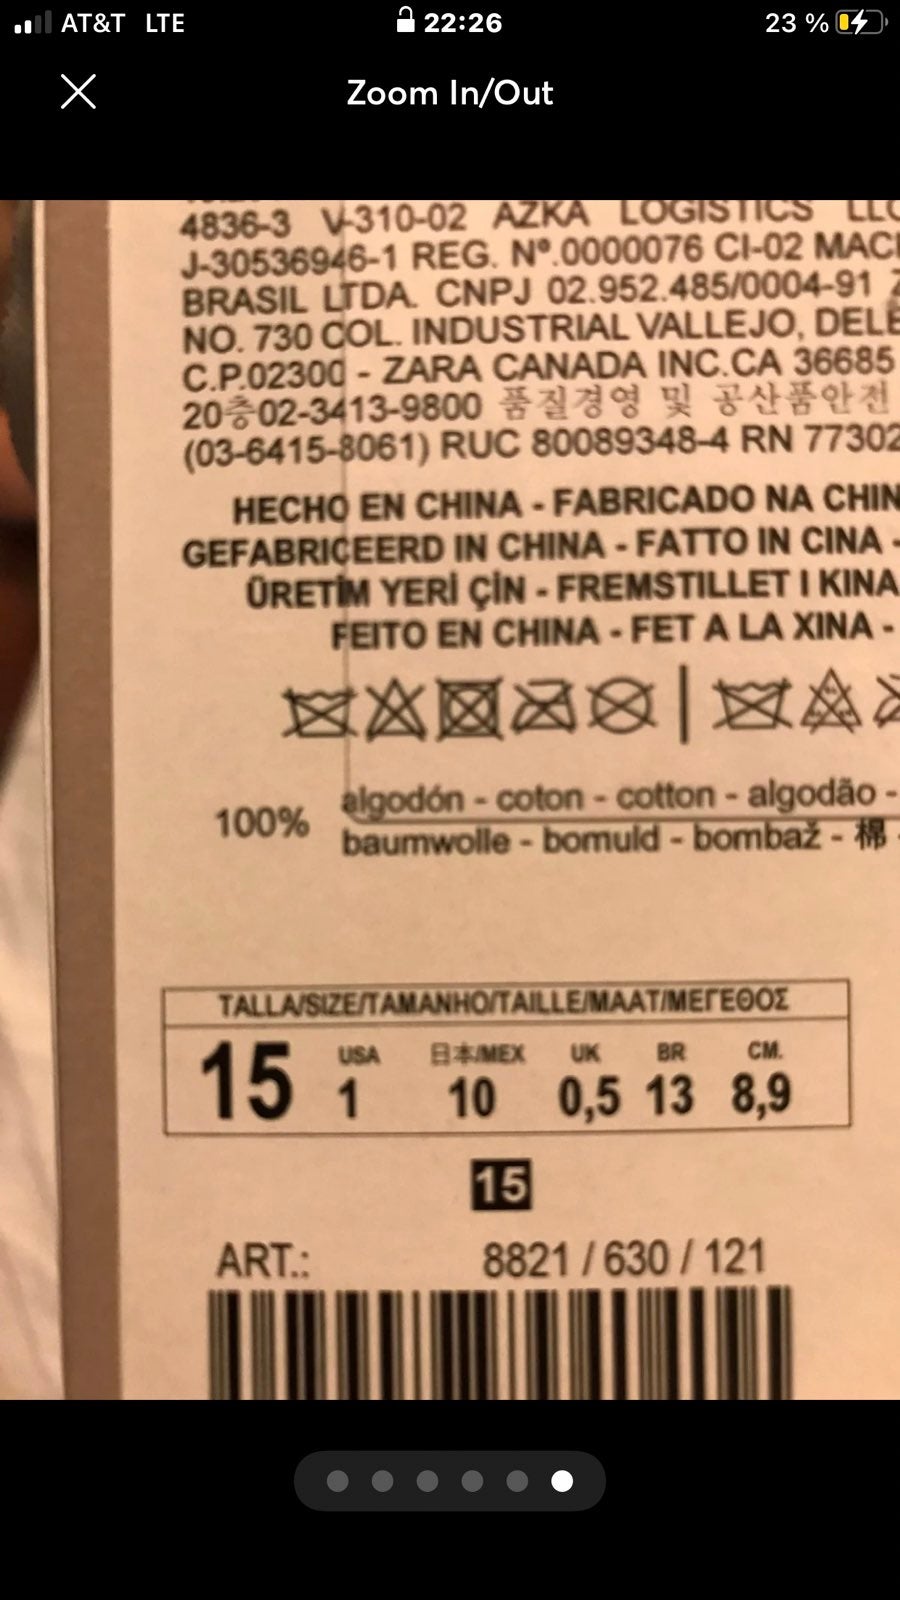 AT&T LTE 22:26 23 %
Zoom In/Out
4836-3 V-310-02 AZKA LOGISTICS LLC
J-30536946-1 REG. Nº.0000076 CI-02 MAC
BRASIL LTDA. CNPJ 02.952.485/0004-91
NO. 730 COL. INDUSTRIAL VALLEJO, DELE
C.P.02300 - ZARA CANADA INC.CA 36685
20층02-3413-9800 품질경영 및 공산품안전
(03-6415-8061) RUC 80089348-4 RN 77302
HECHO EN CHINA - FABRICADO NA CHIN
GEFABRICEERD IN CHINA - FATTO IN CINA -
ÜRETİM YERİ ÇİN - FREMSTILLET I KINA
FEITO EN CHINA - FET A LA XINA -
100% algodón - coton - cotton - algodão -
baumwolle - bomuld - bombaž - 棉 -
TALLA/SIZE/TAMANHO/TAILLE/MAAT/ΜΕΓΕΘΟΣ
USA 日本/MEX UK BR CM.
15 1 10 0,5 13 8,9
15
ART.: 8821 / 630 / 121